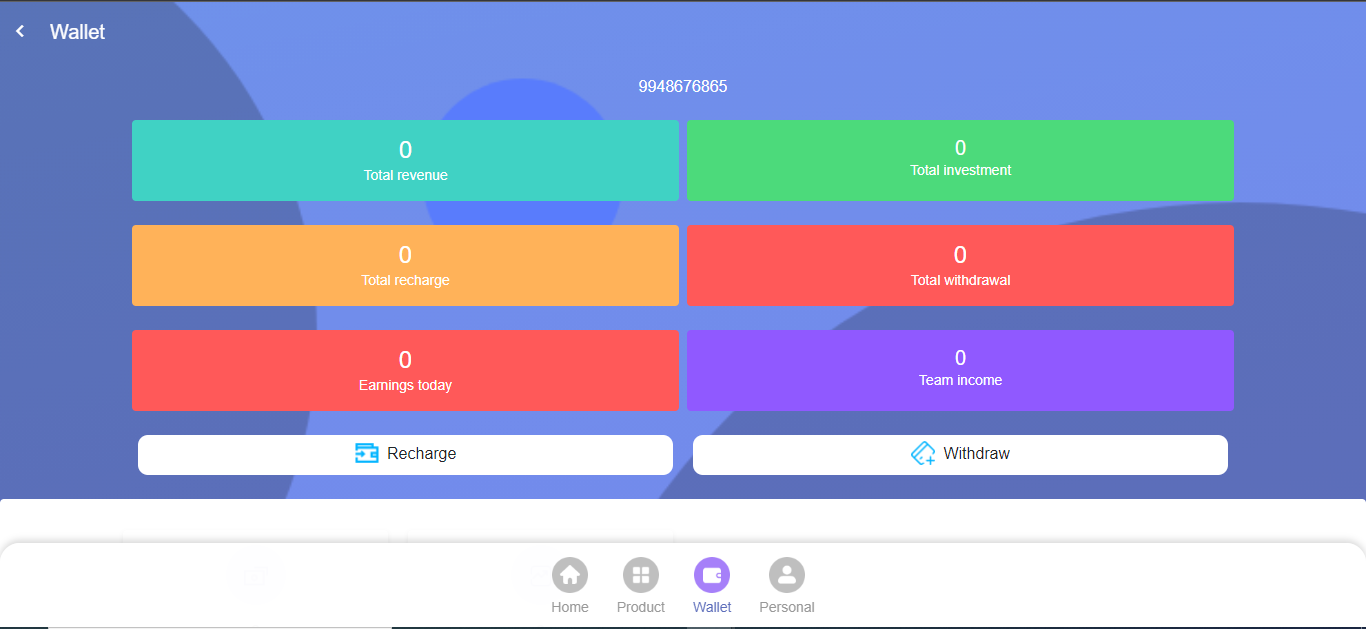 Wallet
9948676865
0
Total revenue
0
Total investment
0
Total recharge
0
Total withdrawal
0
Earnings today
0
Team income
Recharge
Withdraw
Home
Product
Wallet
Personal